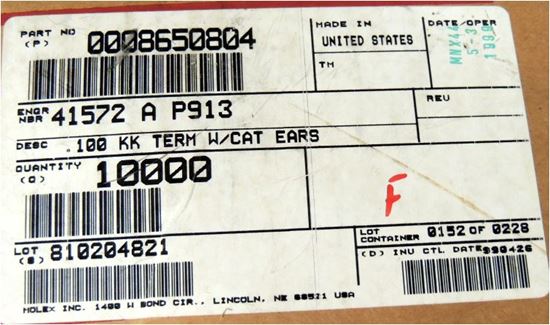 PART NO
(P)
0008650804
MADE IN
UNITED STATES
TH
DATE/OPER
MNX44
5-3
1999
ENGR
NBR
41572 A P913
REV
DESC .100 KK TERM W/CAT EARS
QUANTITY
(Q)
10000
F
LOT
(S)
810204821
LOT
CONTAINER
0152 OF 0228
(D) INV CTL DATE 990426
MOLEX INC. 1400 W BOND CIR., LINCOLN, NE 68521 USA